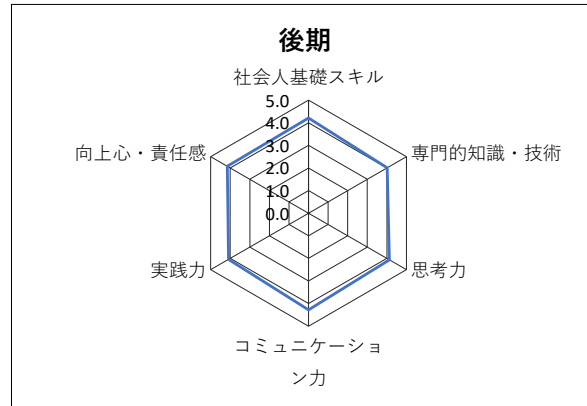 後期
社会人基礎スキル
5.0
4.0
3.0
2.0
1.0
0.0
向上心・責任感
専門的知識・技術
実践力
思考力
コミュニケーショ
ン力